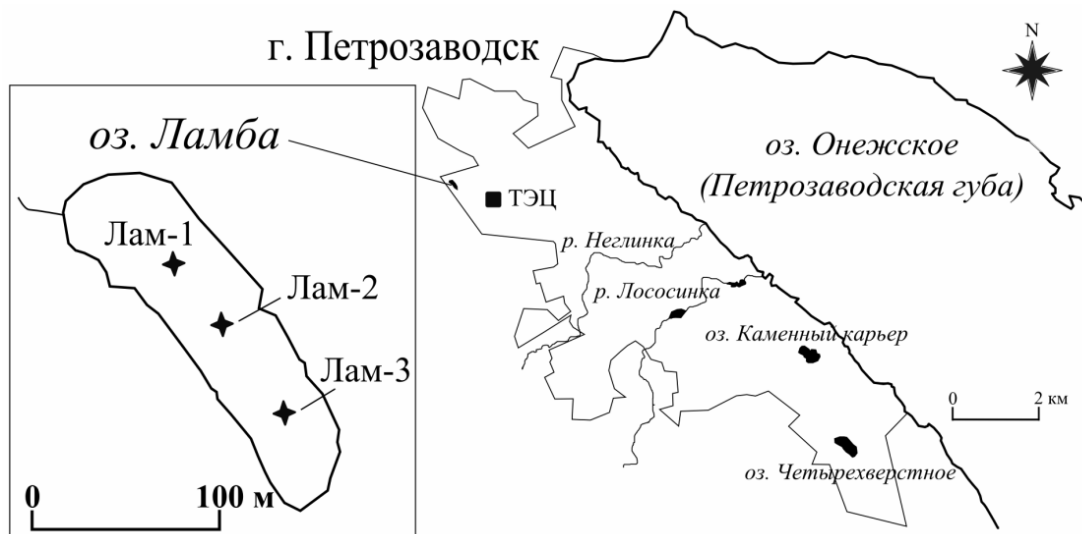 г. Петрозаводск
N
оз. Ламба
оз. Онежское
(Петрозаводская губа)
ТЭЦ
Лам-1
р. Неглинка
Лам-2
р. Лососинка
оз. Каменный карьер
Лам-3
0 2 км
оз. Четырехверстное
0 100 м